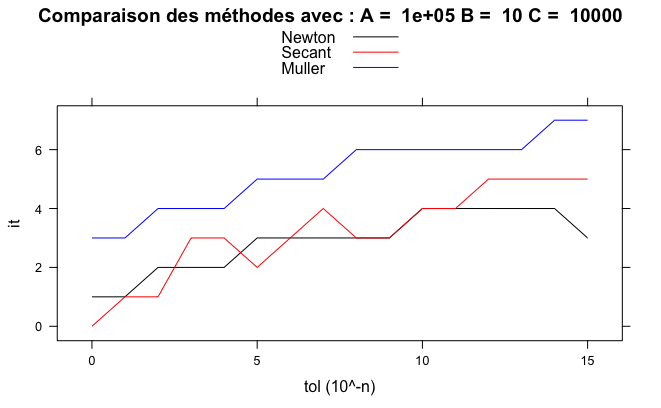 Comparaison des méthodes avec : A =  1e+05 B =  10 C =  10000
Newton
Secant
Muller
it
6
4
2
0
0 5 10 15
tol (10^-n)